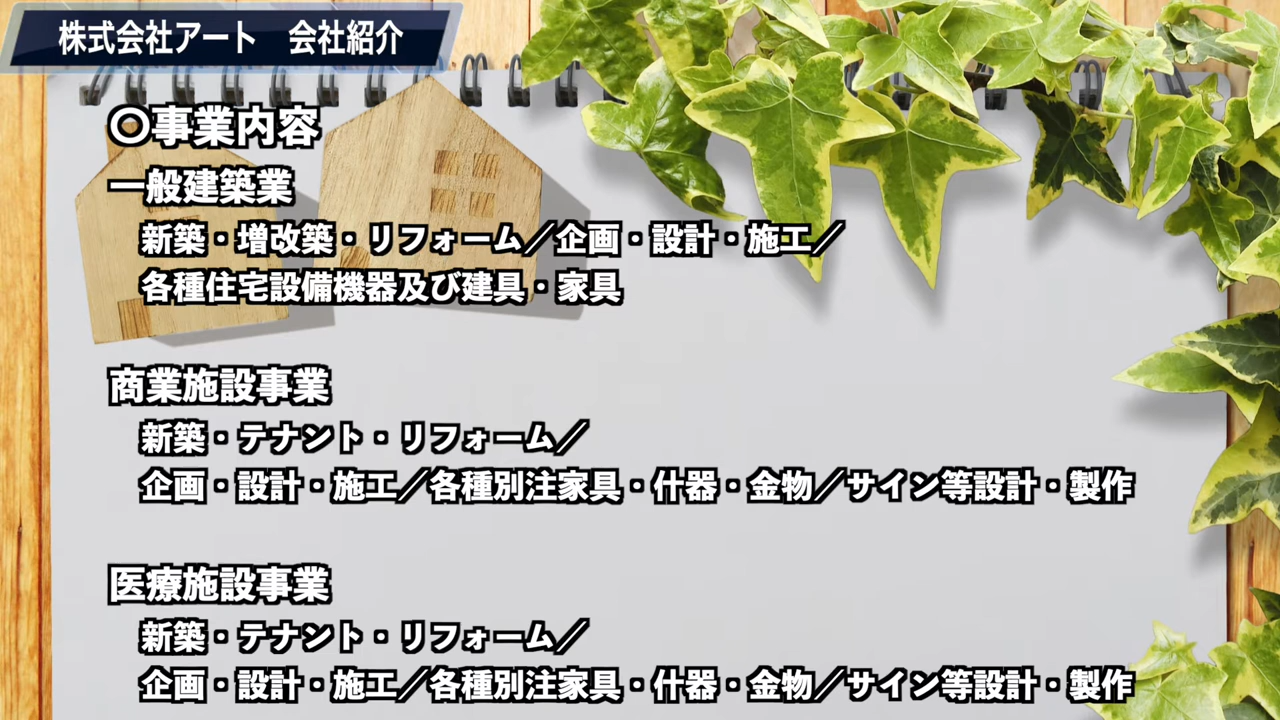 株式会社アート　会社紹介
〇事業内容
一般建築業
新築・増改築・リフォーム／企画・設計・施工／
各種住宅設備機器及び建具・家具
商業施設事業
新築・テナント・リフォーム／
企画・設計・施工／各種別注家具・什器・金物／サイン等設計・製作
医療施設事業
新築・テナント・リフォーム／
企画・設計・施工／各種別注家具・什器・金物／サイン等設計・製作